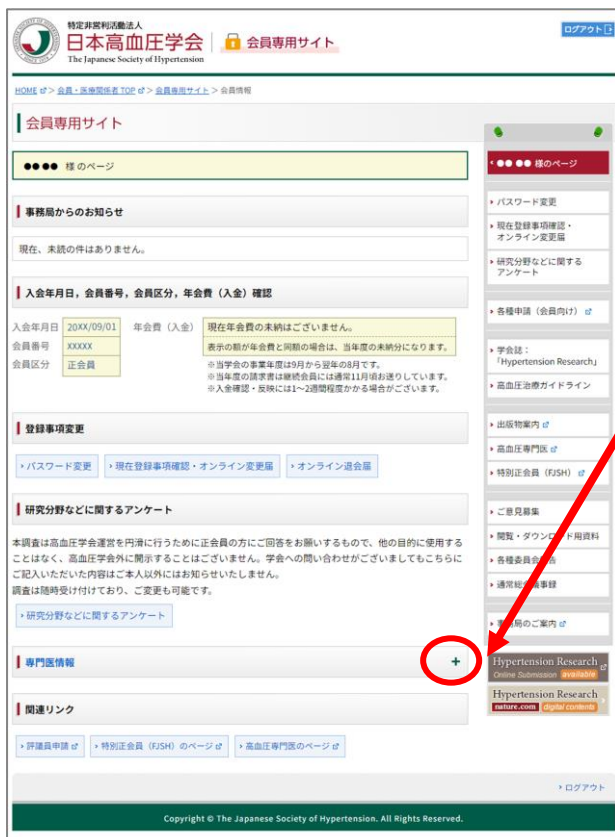 特定非営利活動法人
日本高血圧学会
The Japanese Society of Hypertension
会員専用サイト
ログアウト
HOME > 会員・医療関係者 TOP > 会員専用サイト > 会員情報
会員専用サイト
●●●● 様のページ
事務局からのお知らせ
現在、未読の件はありません。
入会年月日,会員番号,会員区分,年会費(入金)確認
入会年月日 20XX/09/01 年会費(入金) 現在年会費の未納はございません。
会員番号 XXXXX 表示の額が年会費と同額の場合は、当年度の未納分になります。
会員区分 正会員 ※当学会の事業年度は9月から翌年の8月です。
※当年度の請求書は継続会員には通常11月頃お送りしています。
※入金確認・反映には1~2週間程度かかる場合がございます。
登録事項変更
パスワード変更 現在登録事項確認・オンライン変更届 オンライン退会届
研究分野などに関するアンケート
本調査は高血圧学会運営を円滑に行うために正会員の方にご回答をお願いするもので、他の目的に使用する
ことはなく、高血圧学会外に開示することはございません。学会への問い合わせがございましてもこちらに
ご記入いただいた内容はご本人以外にはお知らせいたしません。
調査は随時受け付けており、ご変更も可能です。
研究分野などに関するアンケート
専門医情報 +
関連リンク
評議員申請 特別正会員(FJSH)のページ 高血圧専門医のページ
●● ●● 様のページ
パスワード変更
現在登録事項確認・
オンライン変更届
研究分野などに関する
アンケート
各種申請(会員向け)
学会誌:
「Hypertension Research」
高血圧治療ガイドライン
出版物案内
高血圧専門医
特別正会員(FJSH)
ご意見募集
閲覧・ダウンロード用資料
各種委員会
通常総会議事録
事務局のご案内
Hypertension Research
Online Submission available
Hypertension Research
nature.com digital contents
ログアウト
Copyright © The Japanese Society of Hypertension. All Rights Reserved.